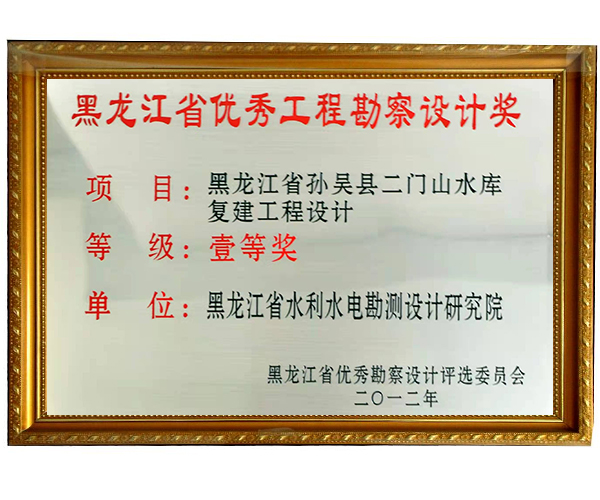 黑龙江省优秀工程勘察设计奖
项 目：黑龙江省孙吴县二门山水库
复建工程设计
等 级：壹等奖
单 位：黑龙江省水利水电勘测设计研究院
黑龙江省优秀勘察设计评选委员会
二〇一二年